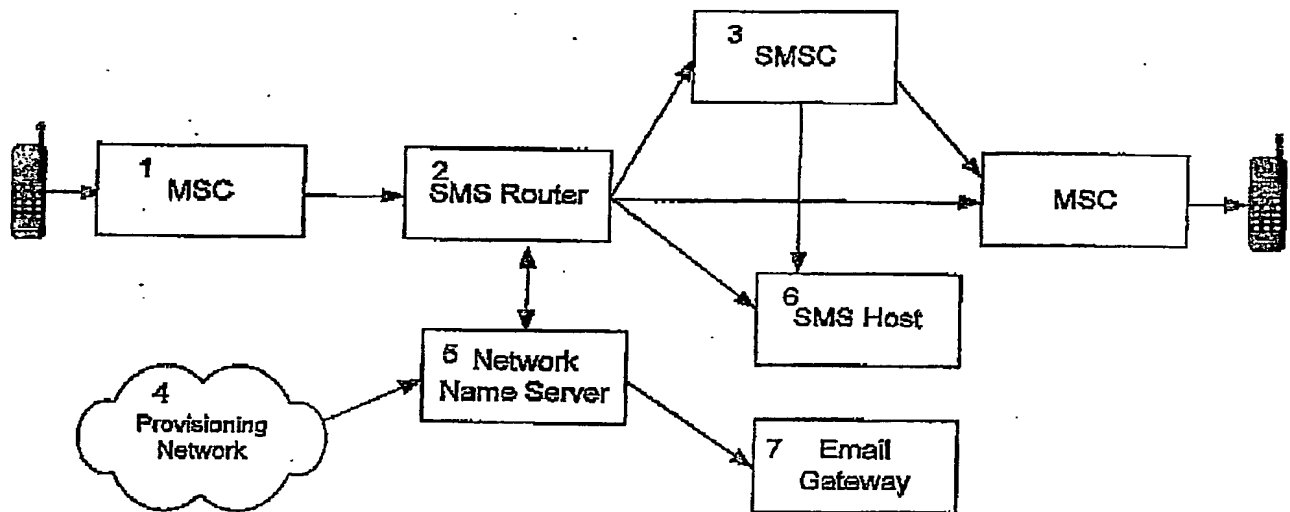 3
SMSC
1
MSC
2
SMS Router
MSC
6
SMS Host
5 Network
Name Server
4
Provisioning
Network
7 Email
Gateway